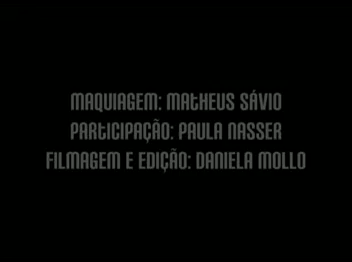 MAQUIAGEM: MATHEUS SÁVIO
PARTICIPAÇÃO: PAULA NASSER
FILMAGEM E EDIÇÃO: DANIELA MOLLO